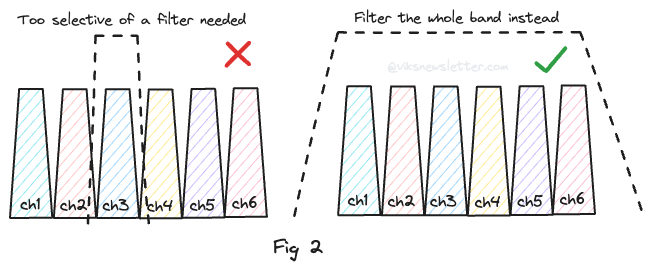 Too selective of a filter needed
Filter the whole band instead
@viksnewsletter.com
ch1 ch2 ch3 ch4 ch5 ch6
ch1 ch2 ch3 ch4 ch5 ch6
Fig 2